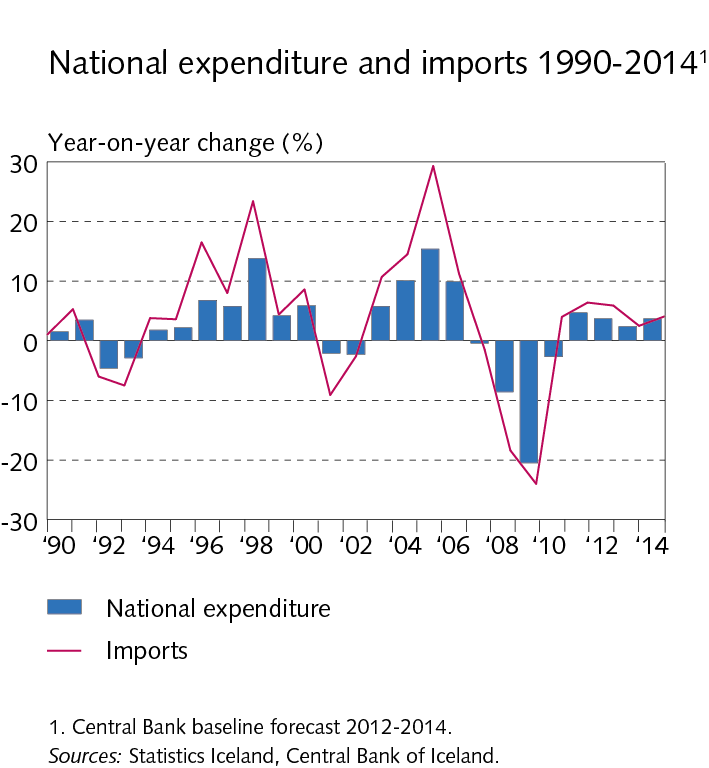 National expenditure and imports 1990-2014¹
Year-on-year change (%)
30
20
10
0
-10
-20
-30
‘90 ‘92 ‘94 ‘96 ‘98 ‘00 ‘02 ‘04 ‘06 ‘08 ‘10 ‘12 ‘14
National expenditure
Imports
1. Central Bank baseline forecast 2012-2014.
Sources: Statistics Iceland, Central Bank of Iceland.